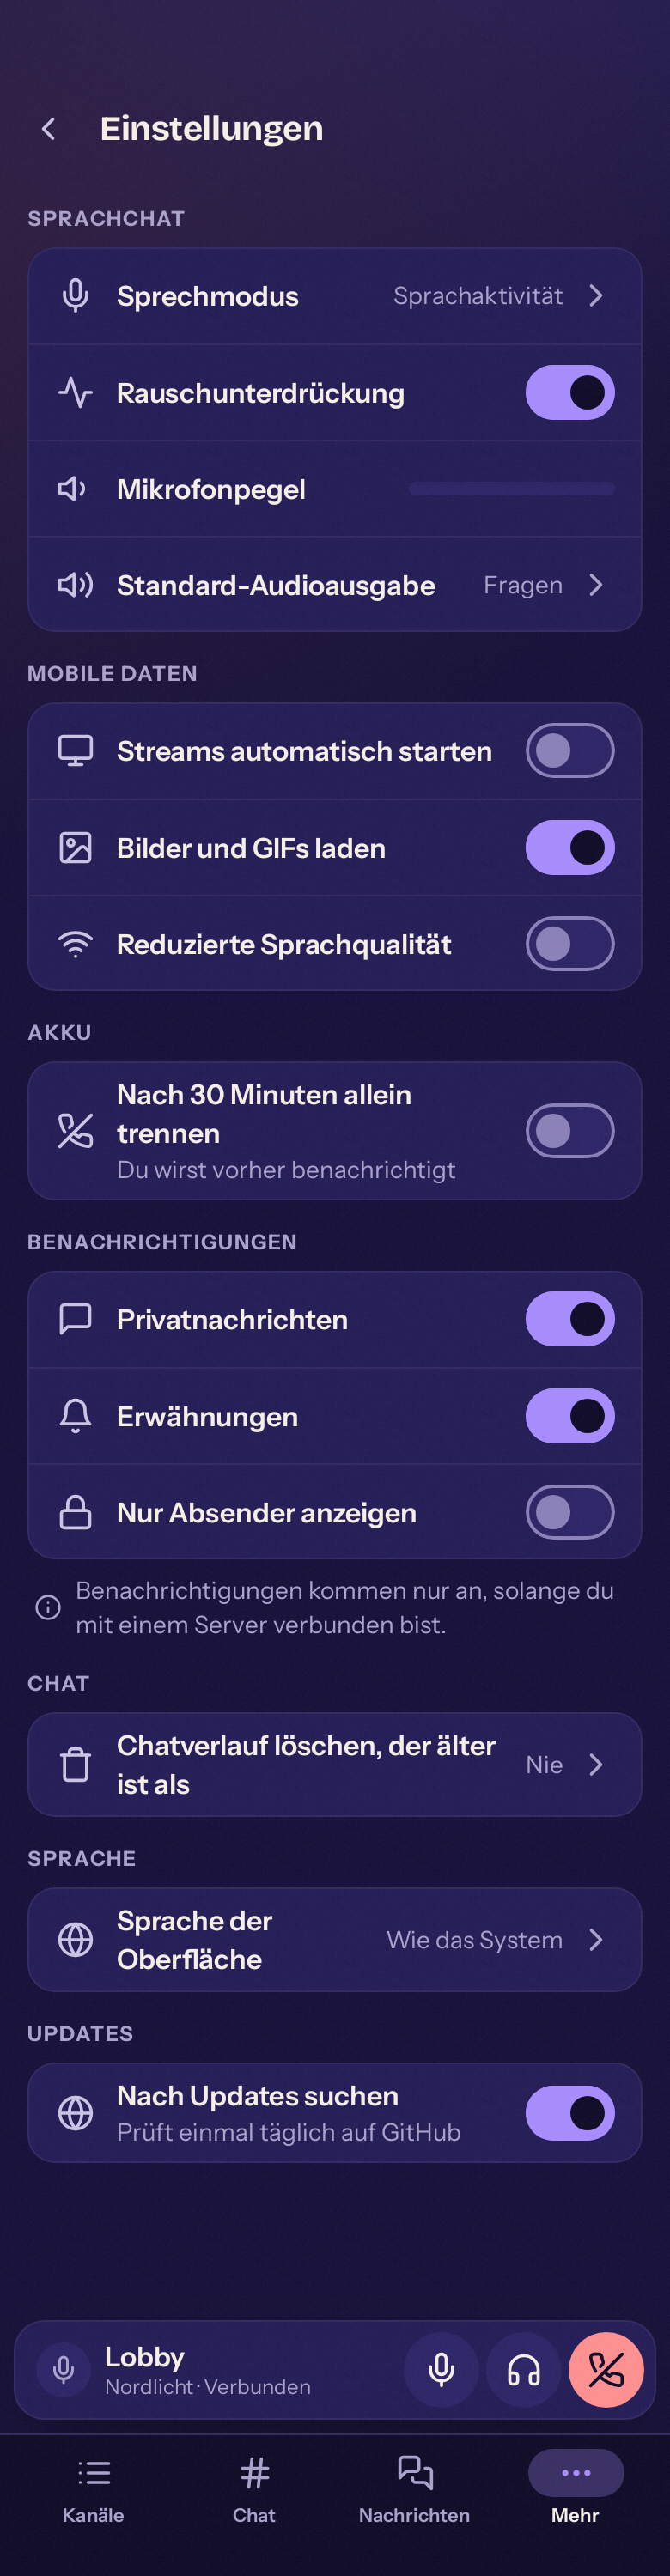 Einstellungen
SPRACHCHAT
Sprechmodus
Sprachaktivität
Rauschunterdrückung
Mikrofonpegel
Standard-Audioausgabe
Fragen
MOBILE DATEN
Streams automatisch starten
Bilder und GIFs laden
Reduzierte Sprachqualität
AKKU
Nach 30 Minuten allein
trennen
Du wirst vorher benachrichtigt
BENACHRICHTIGUNGEN
Privatnachrichten
Erwähnungen
Nur Absender anzeigen
Benachrichtigungen kommen nur an, solange du
mit einem Server verbunden bist.
CHAT
Chatverlauf löschen, der älter
ist als
Nie
SPRACHE
Sprache der
Oberfläche
Wie das System
UPDATES
Nach Updates suchen
Prüft einmal täglich auf GitHub
Lobby
Nordlicht · Verbunden
Kanäle
Chat
Nachrichten
Mehr